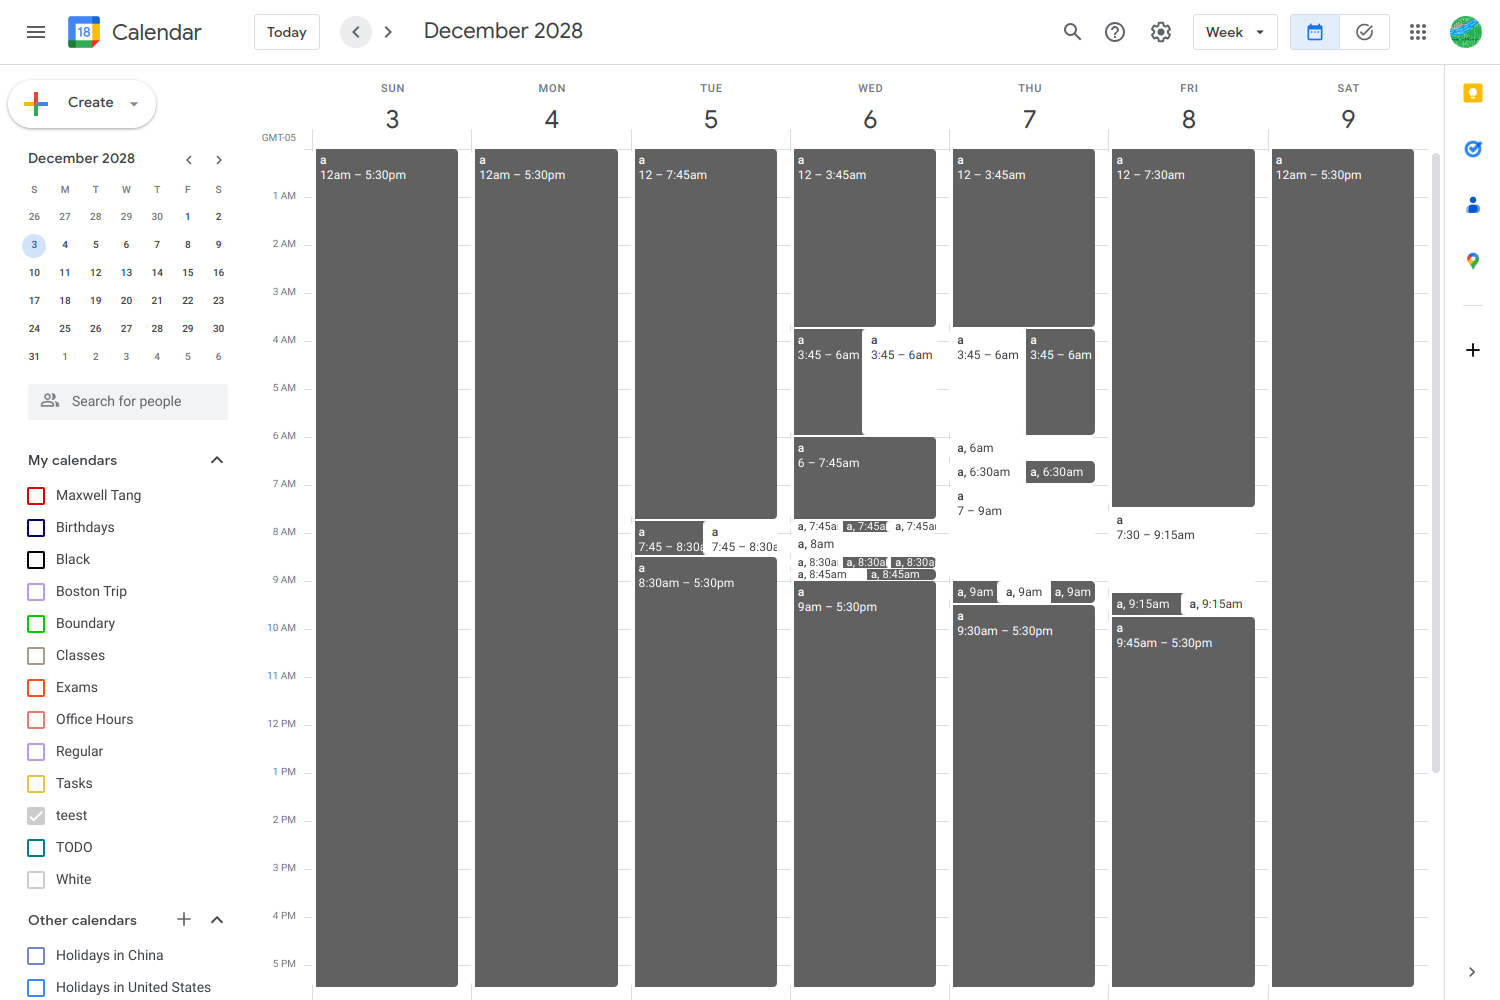 18 Calendar
Today
December 2028
Week
Create
December 2028
S M T W T F S
26 27 28 29 30 1 2
3 4 5 6 7 8 9
10 11 12 13 14 15 16
17 18 19 20 21 22 23
24 25 26 27 28 29 30
31 1 2 3 4 5 6
Search for people
My calendars
Maxwell Tang
Birthdays
Black
Boston Trip
Boundary
Classes
Exams
Office Hours
Regular
Tasks
teest
TODO
White
Other calendars
Holidays in China
Holidays in United States
GMT-05
1 AM
2 AM
3 AM
4 AM
5 AM
6 AM
7 AM
8 AM
9 AM
10 AM
11 AM
12 PM
1 PM
2 PM
3 PM
4 PM
5 PM
SUN
3
a
12am – 5:30pm
MON
4
a
12am – 5:30pm
TUE
5
a
12 – 7:45am
a
7:45 – 8:30a
a
7:45 – 8:30a
a
8:30am – 5:30pm
WED
6
a
12 – 3:45am
a
3:45 – 6am
a
3:45 – 6am
a
6 – 7:45am
a, 7:45a
a, 7:45a
a, 7:45a
a, 8am
a, 8:30a
a, 8:30a
a, 8:30a
a, 8:45am
a, 8:45am
a
9am – 5:30pm
THU
7
a
12 – 3:45am
a
3:45 – 6am
a
3:45 – 6am
a, 6am
a, 6:30am
a, 6:30am
a
7 – 9am
a, 9am
a, 9am
a, 9am
a
9:30am – 5:30pm
FRI
8
a
12 – 7:30am
a
7:30 – 9:15am
a, 9:15am
a, 9:15am
a
9:45am – 5:30pm
SAT
9
a
12am – 5:30pm